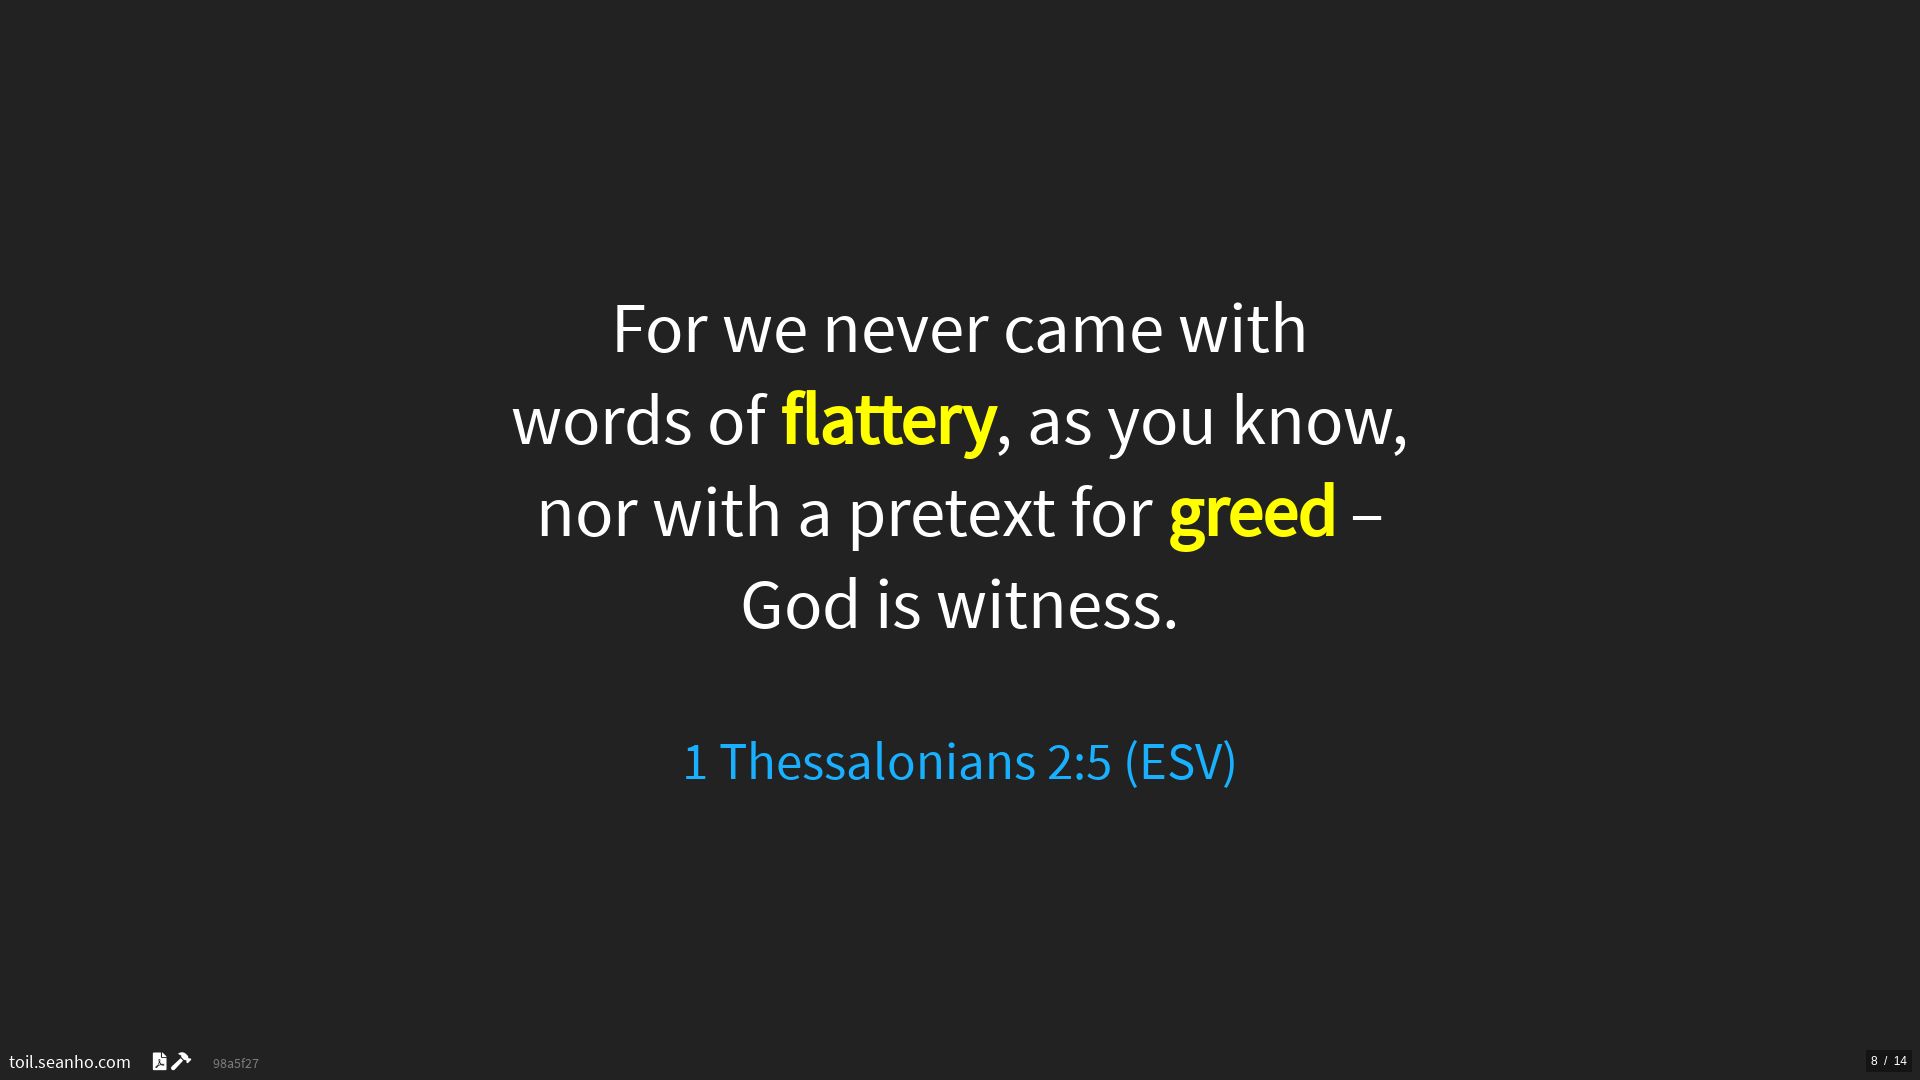 For we never came with
words of flattery, as you know,
nor with a pretext for greed –
God is witness.
1 Thessalonians 2:5 (ESV)
toil.seanho.com 98a5f27
8 / 14